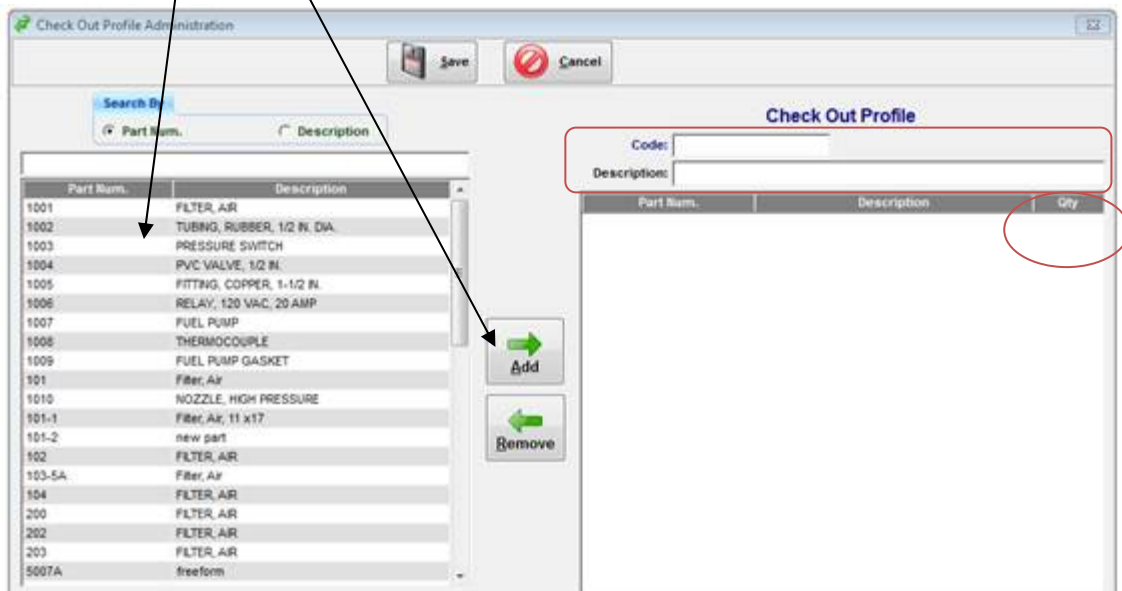 Check Out Profile Administration
Save Cancel
Search By
Part Num. Description
Check Out Profile
Code:
Description:
Part Num. Description
Part Num. Description Qty
1001 FILTER, AIR
1002 TUBING, RUBBER, 1/2 IN. DIA.
1003 PRESSURE SWITCH
1004 PVC VALVE, 1/2 IN.
1005 FITTING, COPPER, 1-1/2 IN.
1006 RELAY, 120 VAC, 20 AMP
1007 FUEL PUMP
1008 THERMOCOUPLE
1009 FUEL PUMP GASKET
101 Filter, Air
1010 NOZZLE, HIGH PRESSURE
101-1 Filter, Air, 11 x17
101-2 new part
102 FILTER, AIR
103-5A Filter, Air
104 FILTER, AIR
200 FILTER, AIR
202 FILTER, AIR
203 FILTER, AIR
5007A freeform
Add
Remove